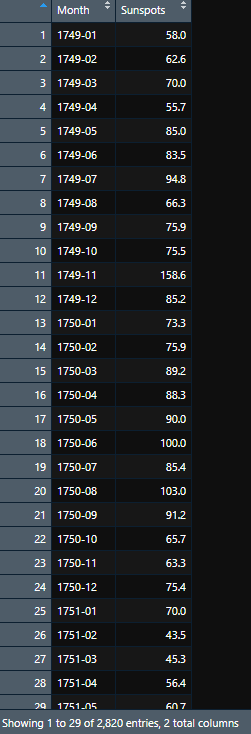 Month Sunspots
1 1749-01 58.0
2 1749-02 62.6
3 1749-03 70.0
4 1749-04 55.7
5 1749-05 85.0
6 1749-06 83.5
7 1749-07 94.8
8 1749-08 66.3
9 1749-09 75.9
10 1749-10 75.5
11 1749-11 158.6
12 1749-12 85.2
13 1750-01 73.3
14 1750-02 75.9
15 1750-03 89.2
16 1750-04 88.3
17 1750-05 90.0
18 1750-06 100.0
19 1750-07 85.4
20 1750-08 103.0
21 1750-09 91.2
22 1750-10 65.7
23 1750-11 63.3
24 1750-12 75.4
25 1751-01 70.0
26 1751-02 43.5
27 1751-03 45.3
28 1751-04 56.4
29 1751-05 60.7
Showing 1 to 29 of 2,820 entries, 2 total columns